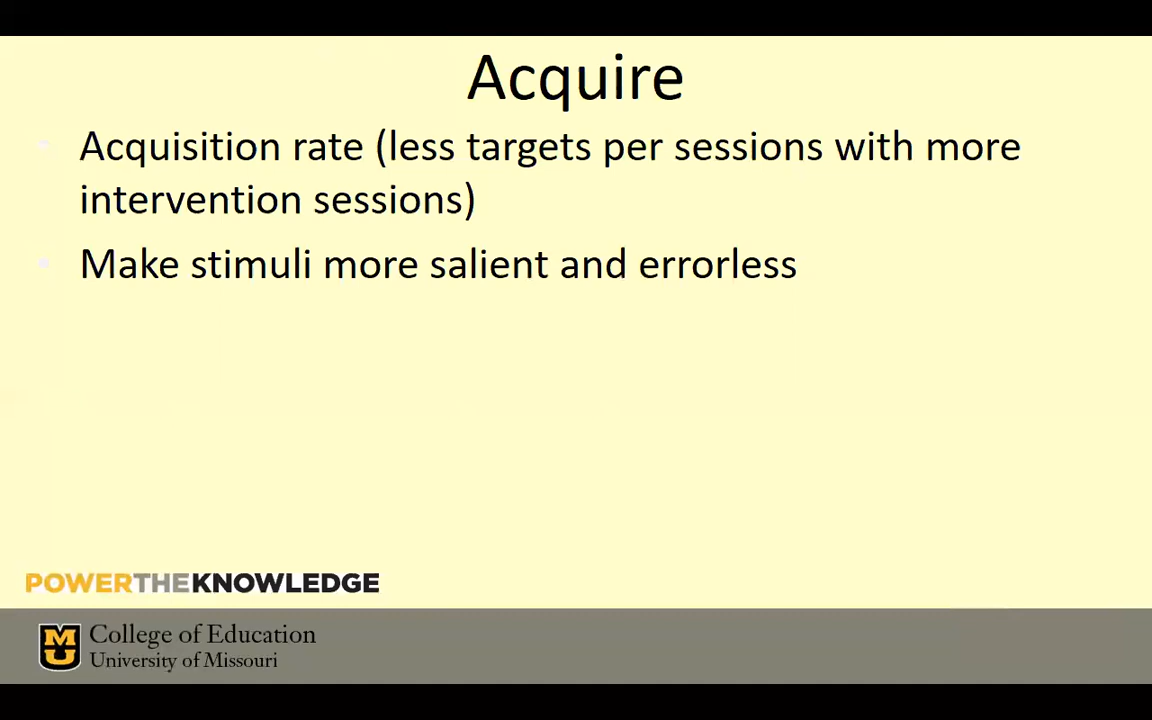 Acquire
Acquisition rate (less targets per sessions with more
intervention sessions)
Make stimuli more salient and errorless
POWERTHEKNOWLEDGE
College of Education
University of Missouri